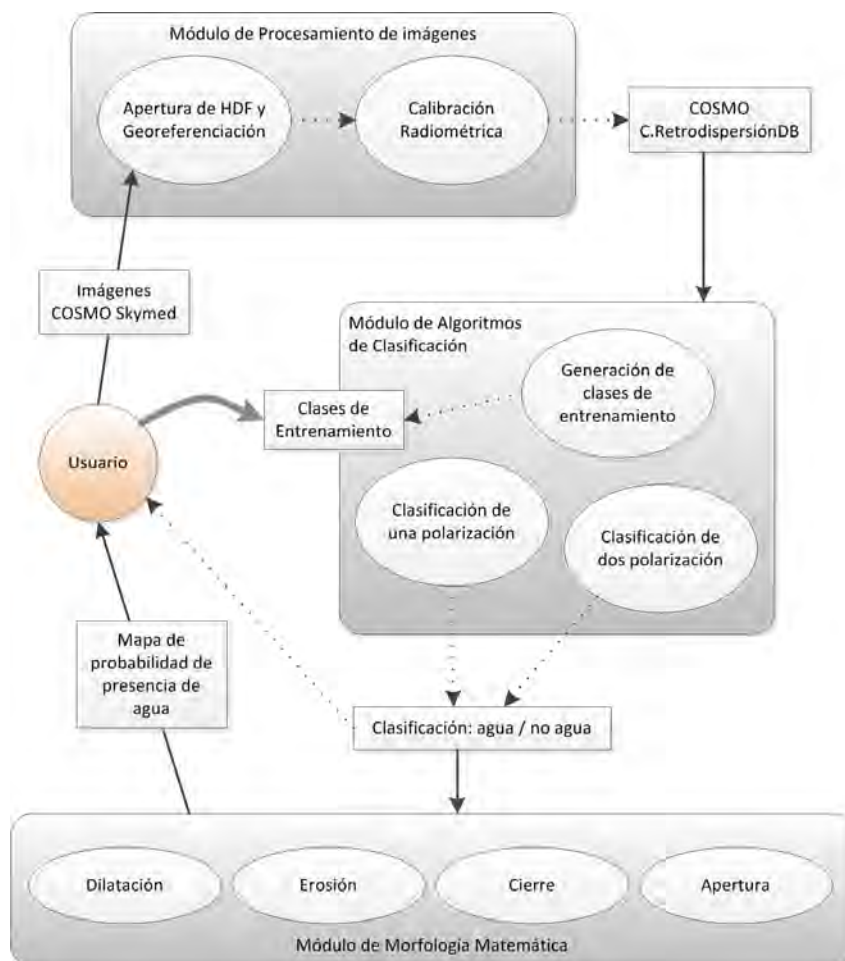 Módulo de Procesamiento de imágenes
Apertura de HDF y
Georeferenciación
Calibración
Radiométrica
COSMO
C.RetrodispersiónDB
Imágenes
COSMO Skymed
Módulo de Algoritmos
de Clasificación
Generación de
clases de
entrenamiento
Clases de
Entrenamiento
Usuario
Clasificación de
una polarización
Clasificación de
dos polarización
Mapa de
probabilidad de
presencia de
agua
Clasificación: agua / no agua
Dilatación
Erosión
Cierre
Apertura
Módulo de Morfología Matemática